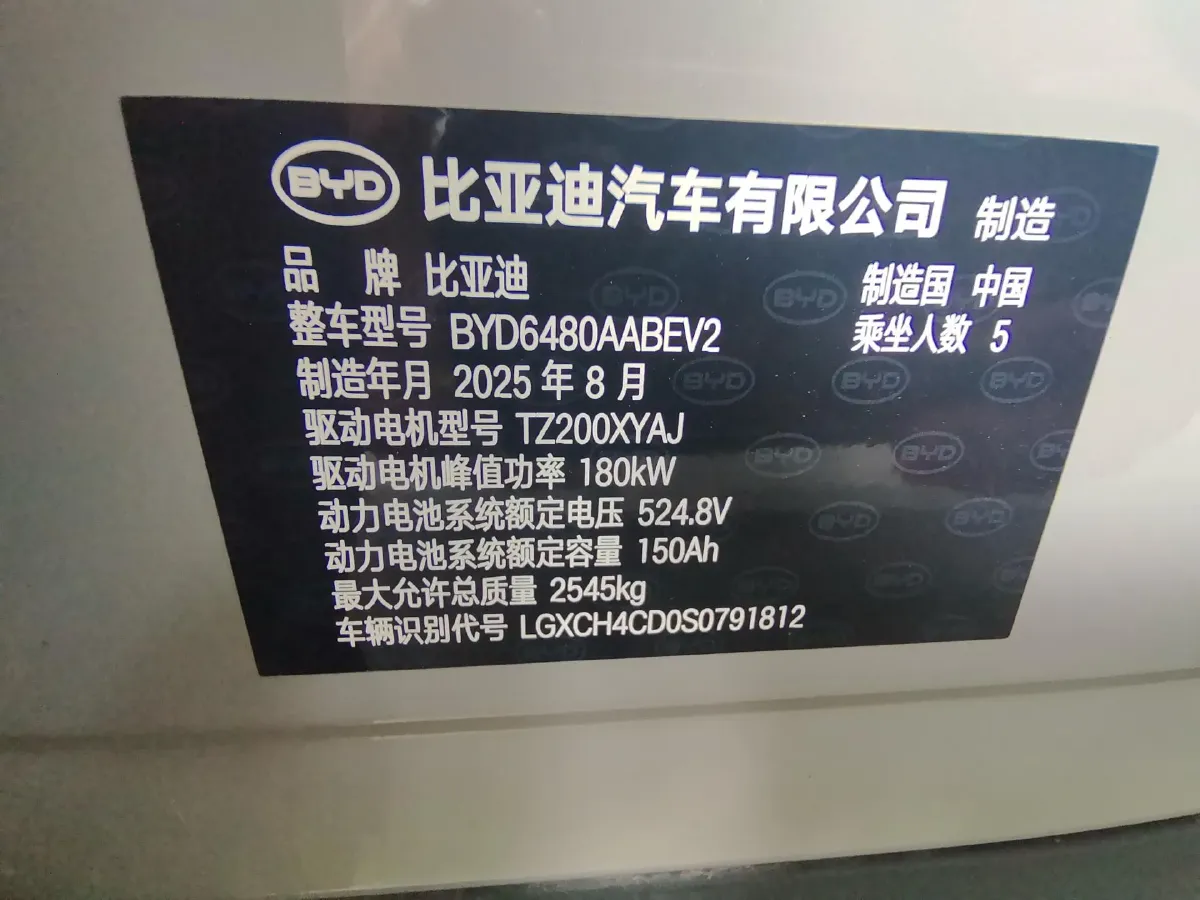 BYD 比亚迪汽车有限公司 制造
品 牌 比亚迪 制造国 中国
整车型号 BYD6480AABEV2 乘坐人数 5
制造年月 2025 年 8 月
驱动电机型号 TZ200XYAJ
驱动电机峰值功率 180kW
动力电池系统额定电压 524.8V
动力电池系统额定容量 150Ah
最大允许总质量 2545kg
车辆识别代号 LGXCH4CD0S0791812